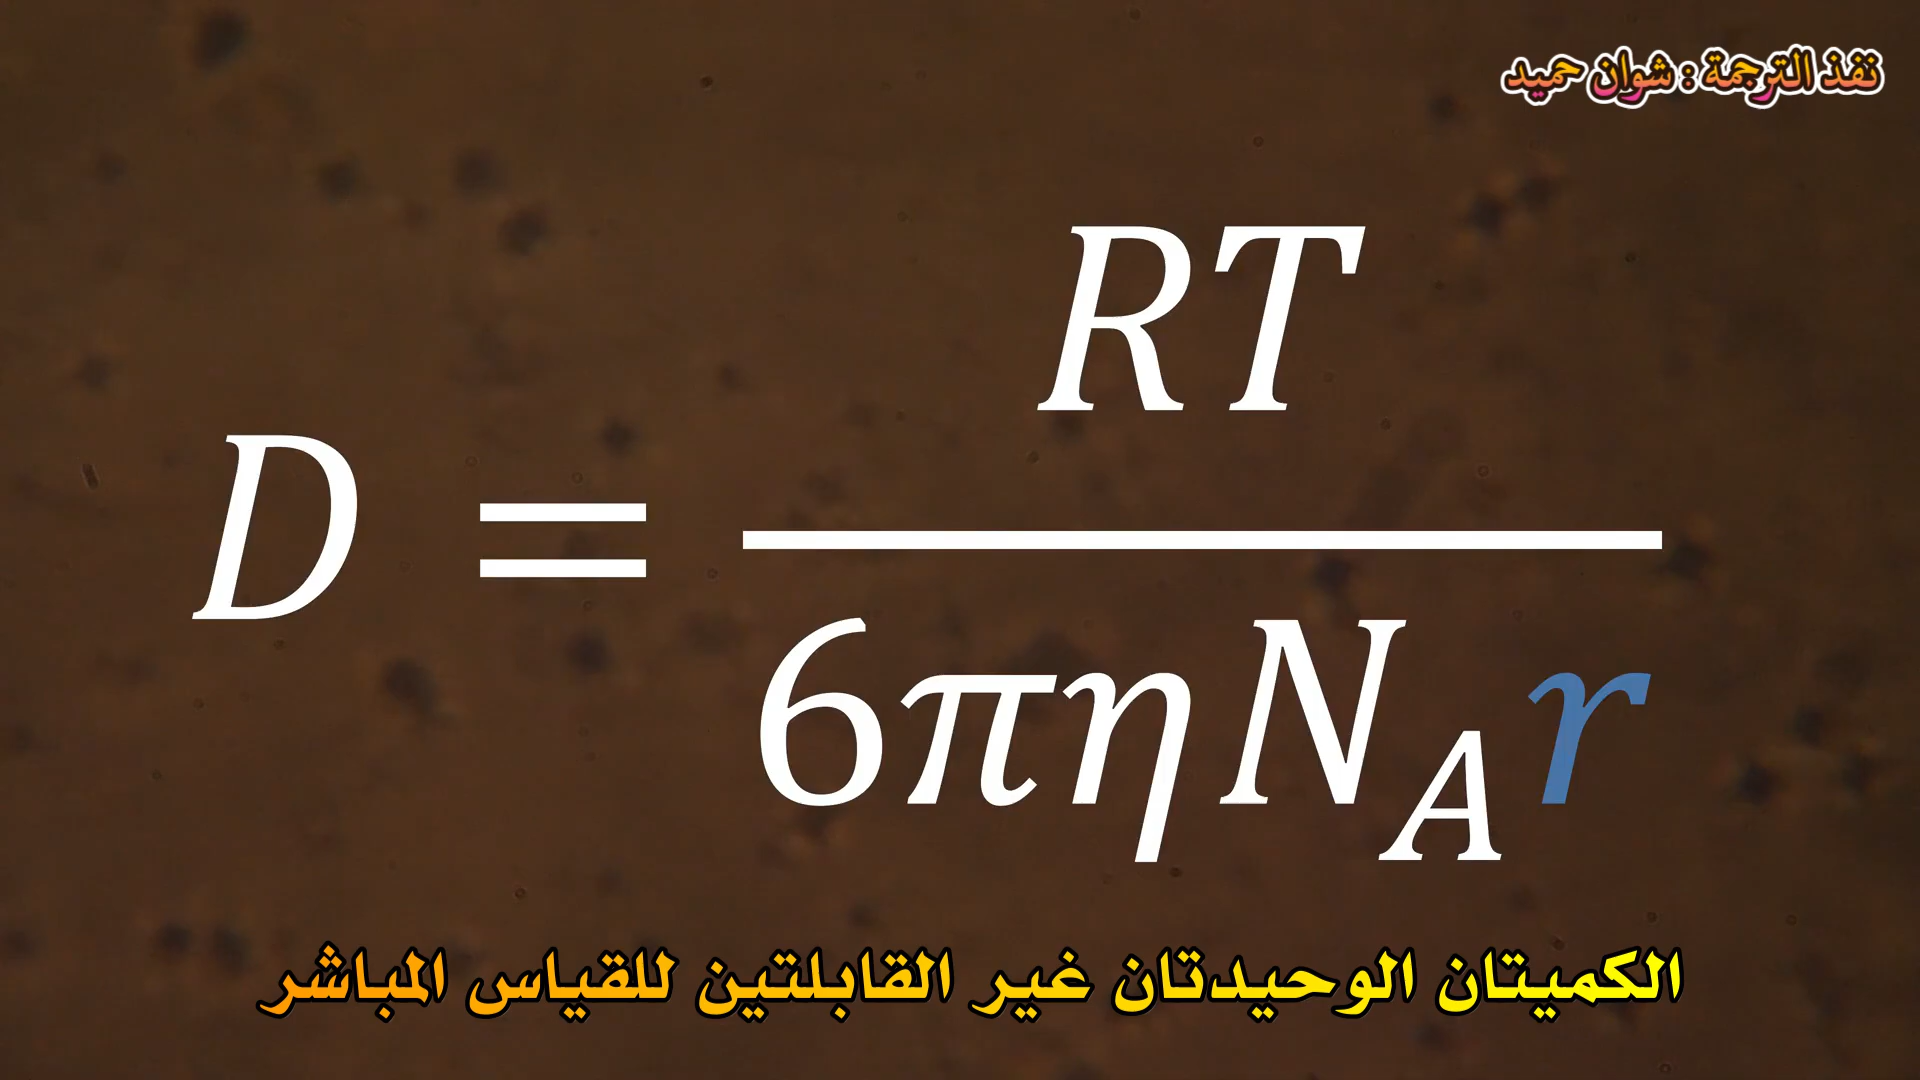 نفذ الترجمة : شوان حميد
D = RT / 6πηN_A r
الكميتان الوحيدتان غير القابلتين للقياس المباشر